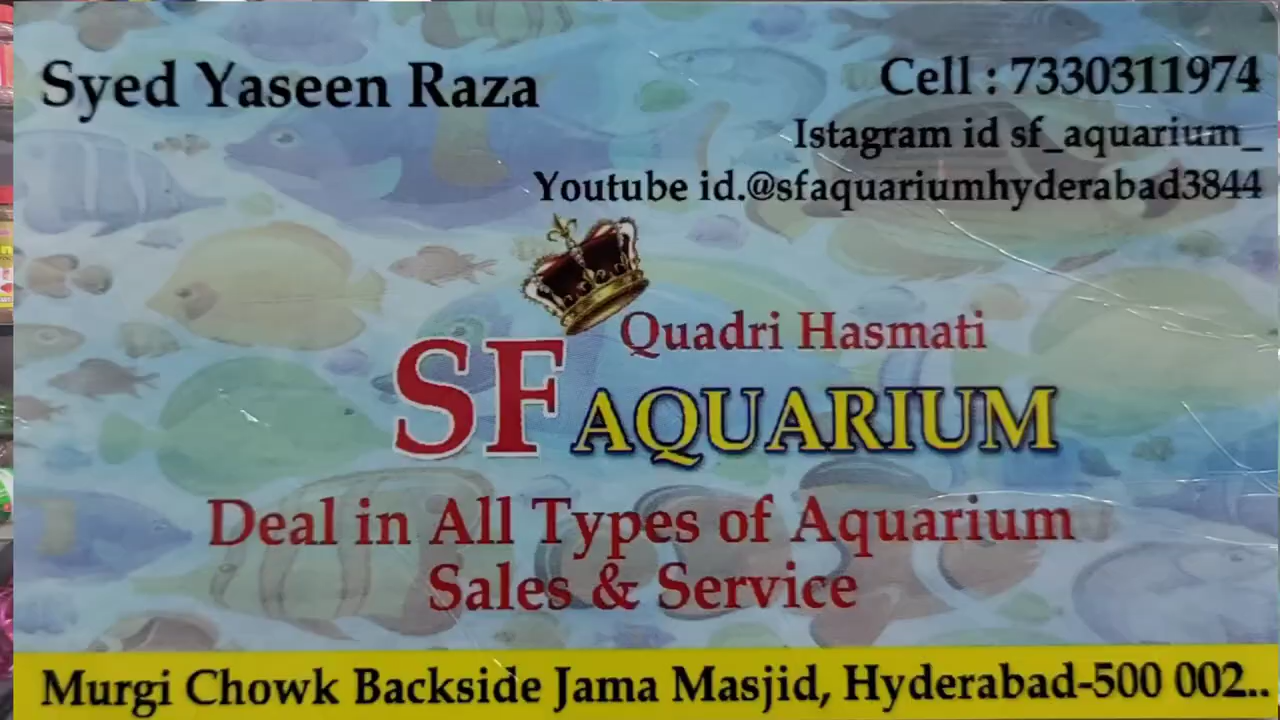 Syed Yaseen Raza
Cell : 7330311974
Istagram id sf_aquarium_
Youtube id.@sfaquariumhyderabad3844
Quadri Hasmati
SF AQUARIUM
Deal in All Types of Aquarium
Sales & Service
Murgi Chowk Backside Jama Masjid, Hyderabad-500 002..